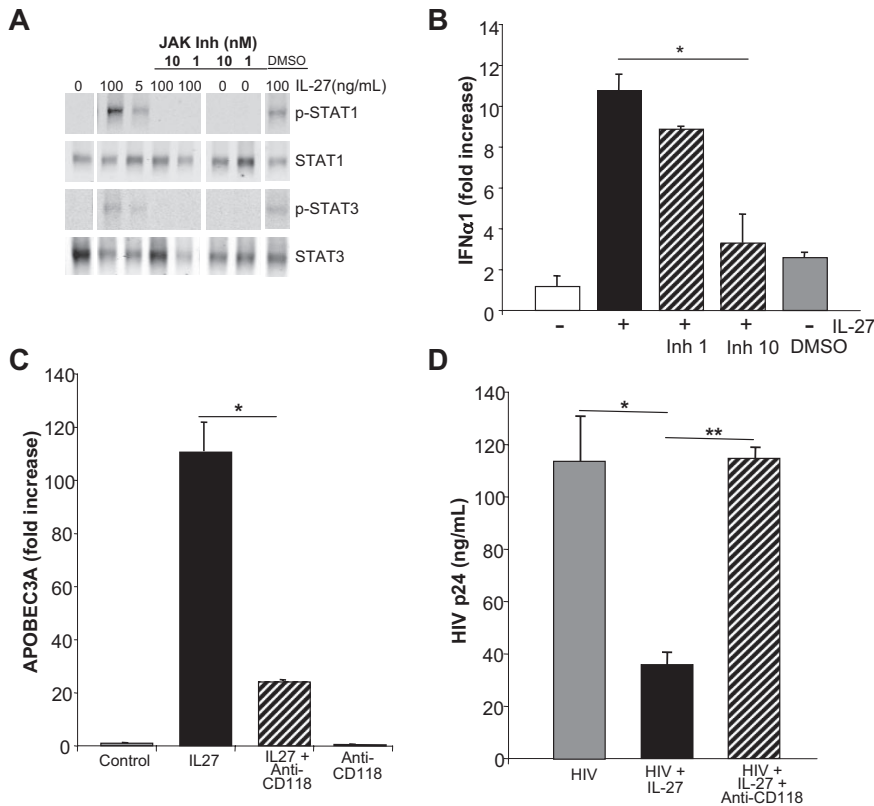 A
JAK Inh (nM)
10 1 10 1 DMSO
0 100 5 100 100 0 0 100 IL-27(ng/mL)
p-STAT1
STAT1
p-STAT3
STAT3
B
IFNα1 (fold increase)
14
12
10
8
6
4
2
0
*
- + + + - IL-27
Inh 1 Inh 10 DMSO
C
APOBEC3A (fold increase)
140
120
100
80
60
40
20
0
*
Control
IL27
IL27 +
Anti-
CD118
Anti-
CD118
D
HIV p24 (ng/mL)
140
120
100
80
60
40
20
0
*
**
HIV
HIV +
IL-27
HIV +
IL-27 +
Anti-CD118